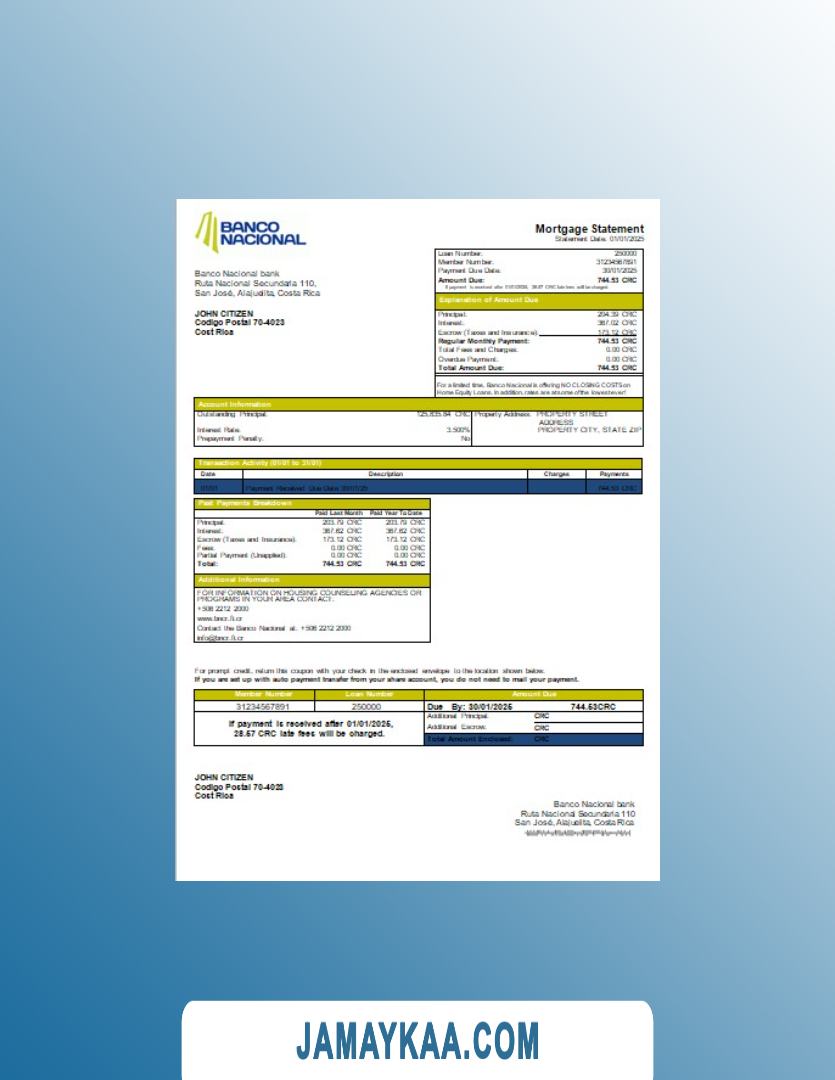 BANCO
NACIONAL
Mortgage Statement
Statement Date: 01/01/2025
Banco Nacional bank
Ruta Nacional Secundaria 110,
San José, Alajuelita, Costa Rica
JOHN CITIZEN
Codigo Postal 70-4023
Cost Rica
Loan Number: 250000
Member Number: 31234567891
Payment Due Date: 30/01/2025
Amount Due: 744.53 CRC
If payment is received after 01/01/2025, 28.57 CRC late fees will be charged.
Explanation of Amount Due
Principal: 204.39 CRC
Interest: 367.02 CRC
Escrow (Taxes and Insurance): 173.12 CRC
Regular Monthly Payment: 744.53 CRC
Total Fees and Charges: 0.00 CRC
Overdue Payment: 0.00 CRC
Total Amount Due: 744.53 CRC
For a limited time, Banco Nacional is offering NO CLOSING COSTS on
Home Equity Loans. In addition, rates are at some of the lowest ever!
Account Information
Outstanding Principal: 125,835.84 CRC Property Address: PROPERTY STREET
ADDRESS
Interest Rate: 3.500% PROPERTY CITY, STATE ZIP
Prepayment Penalty: No
Transaction Activity (01/01 to 31/01)
Date Description Charges Payments
01/01 Payment Received Due Date 30/01/25 744.53 CRC
Past Payments Breakdown
Paid Last Month Paid Year To Date
Principal: 203.79 CRC 203.79 CRC
Interest: 367.62 CRC 367.62 CRC
Escrow (Taxes and Insurance): 173.12 CRC 173.12 CRC
Fees: 0.00 CRC 0.00 CRC
Partial Payment (Unapplied): 0.00 CRC 0.00 CRC
Total: 744.53 CRC 744.53 CRC
Additional Information
FOR INFORMATION ON HOUSING COUNSELING AGENCIES OR
PROGRAMS IN YOUR AREA CONTACT:
+506 2212 2000
www.bncr.fi.cr
Contact the Banco Nacional at: +506 2212 2000
info@bncr.fi.cr
For prompt credit, return this coupon with your check in the enclosed envelope to the location shown below.
If you are set up with auto payment transfer from your share account, you do not need to mail your payment.
Member Number Loan Number Amount Due
31234567891 250000 Due By: 30/01/2025 744.53CRC
If payment is received after 01/01/2025,
28.57 CRC late fees will be charged.
Additional Principal: CRC
Additional Escrow: CRC
Total Amount Enclosed: CRC
JOHN CITIZEN
Codigo Postal 70-4023
Cost Rica
Banco Nacional bank
Ruta Nacional Secundaria 110
San José, Alajuelita, Costa Rica
JAMAYKAA.COM